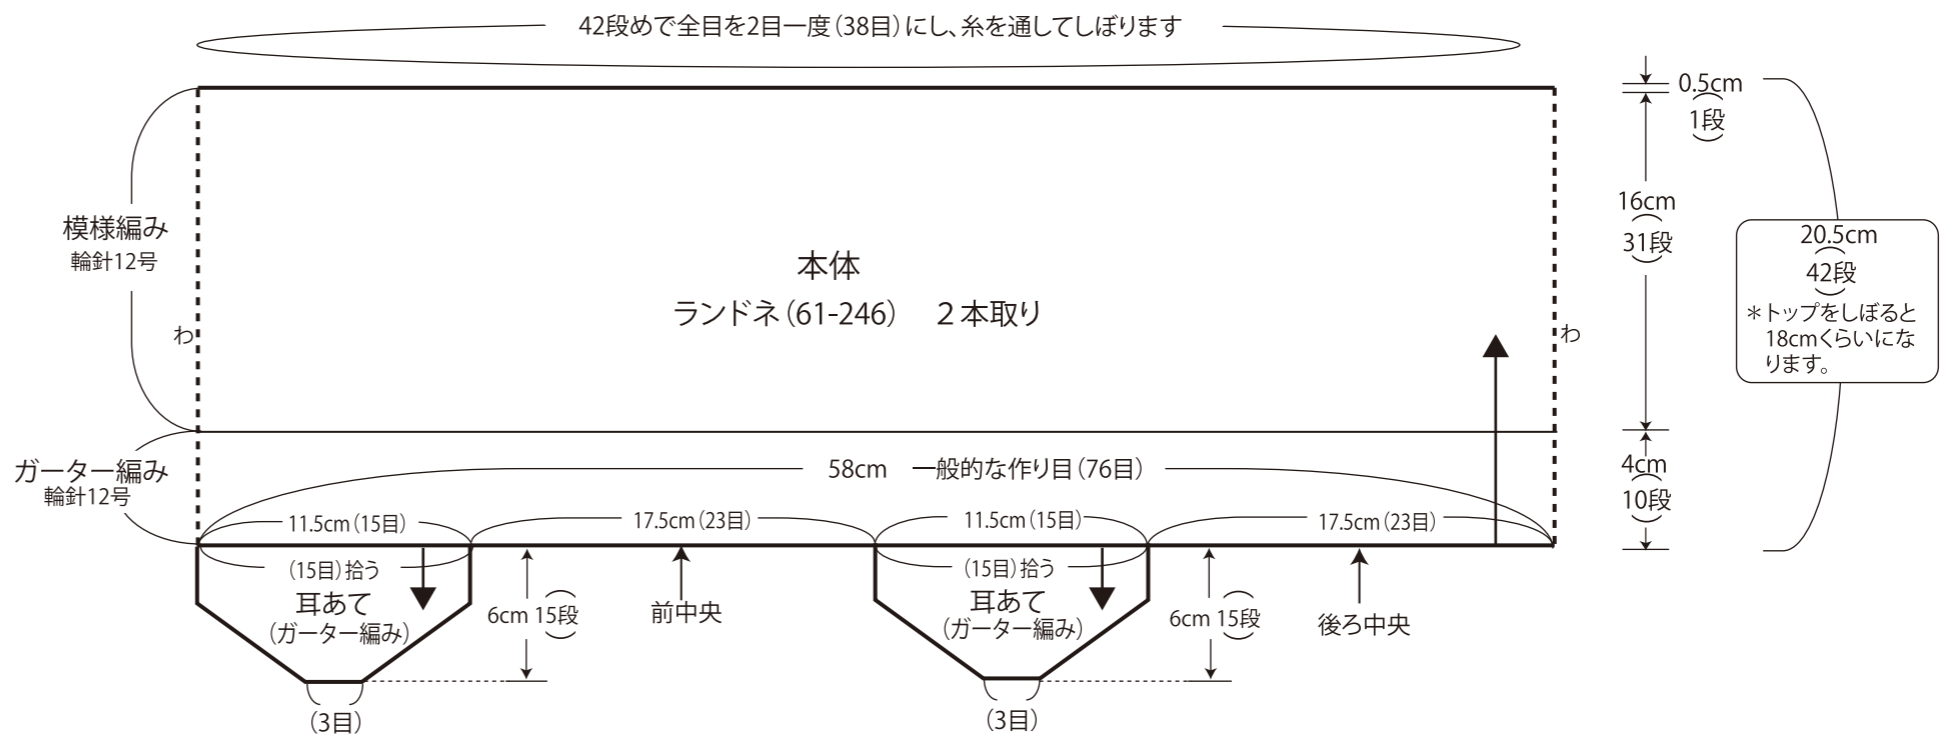 42段めで全目を2目一度(38目)にし、糸を通してしぼります
0.5cm
(1段)
模様編み
輪針12号
16cm
(31段)
20.5cm
(42段)
*トップをしぼると
18cmくらいにな
ります。
本体
ランドネ(61-246) 2本取り
わ
わ
ガーター編み
輪針12号
58cm 一般的な作り目(76目)
4cm
(10段)
11.5cm(15目)
17.5cm(23目)
11.5cm(15目)
17.5cm(23目)
(15目)拾う
耳あて
(ガーター編み)
6cm(15段)
前中央
(15目)拾う
耳あて
(ガーター編み)
6cm(15段)
後ろ中央
(3目)
(3目)